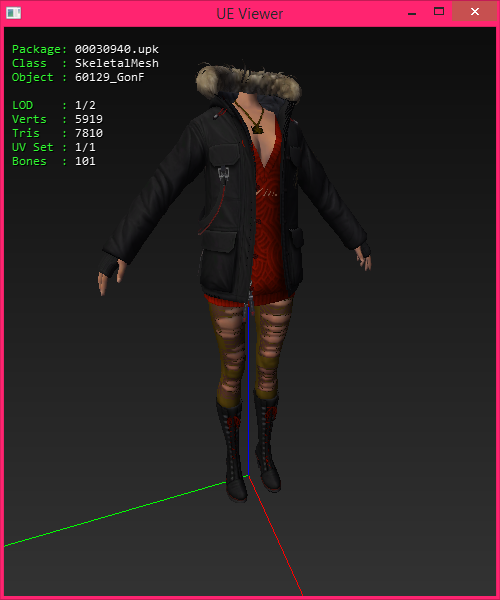 UE Viewer
Package: 00030940.upk
Class : SkeletalMesh
Object : 60129_GonF
LOD : 1/2
Verts : 5919
Tris : 7810
UV Set : 1/1
Bones : 101